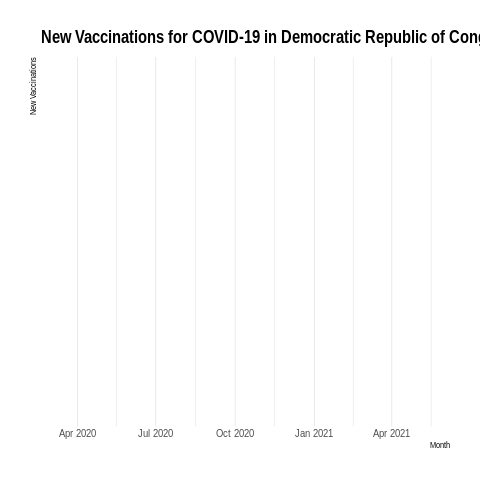 New Vaccinations for COVID-19 in Democratic Republic of Cong
New Vaccinations
Apr 2020 Jul 2020 Oct 2020 Jan 2021 Apr 2021
Month